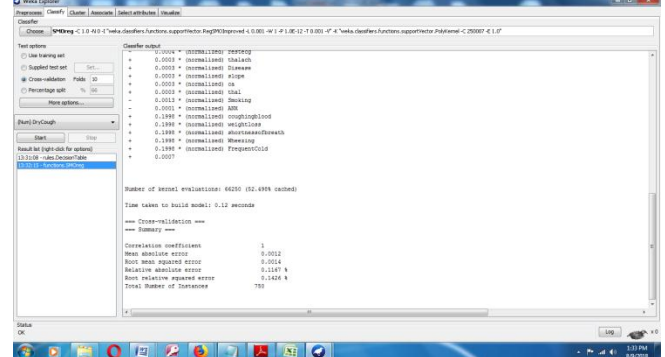 Weka Explorer
Preprocess Classify Cluster Associate Select attributes Visualize
Classifier
Choose SMOreg -C 1.0 -N 0 -I "weka.classifiers.functions.supportVector.RegSMOImproved -L 0.001 -W 1 -P 1.0E-12 -T 0.001 -V" -K "weka.classifiers.functions.supportVector.PolyKernel -C 250007 -E 1.0"
Test options
Use training set
Supplied test set Set...
Cross-validation Folds 10
Percentage split % 66
More options...
(Num) DryCough
Start Stop
Result list (right-click for options)
13:31:08 - rules.DecisionTable
13:32:15 - functions.SMOreg
Classifier output
- 0.0004 * (normalized) restecg
+ 0.0003 * (normalized) thalach
+ 0.0003 * (normalized) Disease
+ 0.0003 * (normalized) slope
+ 0.0003 * (normalized) ca
+ 0.0003 * (normalized) thal
- 0.0013 * (normalized) Smoking
- 0.0001 * (normalized)
+ 0.1998 * (normalized) coughingblood
+ 0.1998 * (normalized) weightloss
+ 0.1998 * (normalized) shortnessofbreath
+ 0.1998 * (normalized) Wheezing
+ 0.1998 * (normalized) FrequentCold
+ 0.0007
Number of kernel evaluations: 66250 (52.498% cached)
Time taken to build model: 0.12 seconds
=== Cross-validation ===
=== Summary ===
Correlation coefficient 1
Mean absolute error 0.0012
Root mean squared error 0.0014
Relative absolute error 0.1167 %
Root relative squared error 0.1426 %
Total Number of Instances 750
Status
OK
Log x 0
1:33 PM
8/9/2018